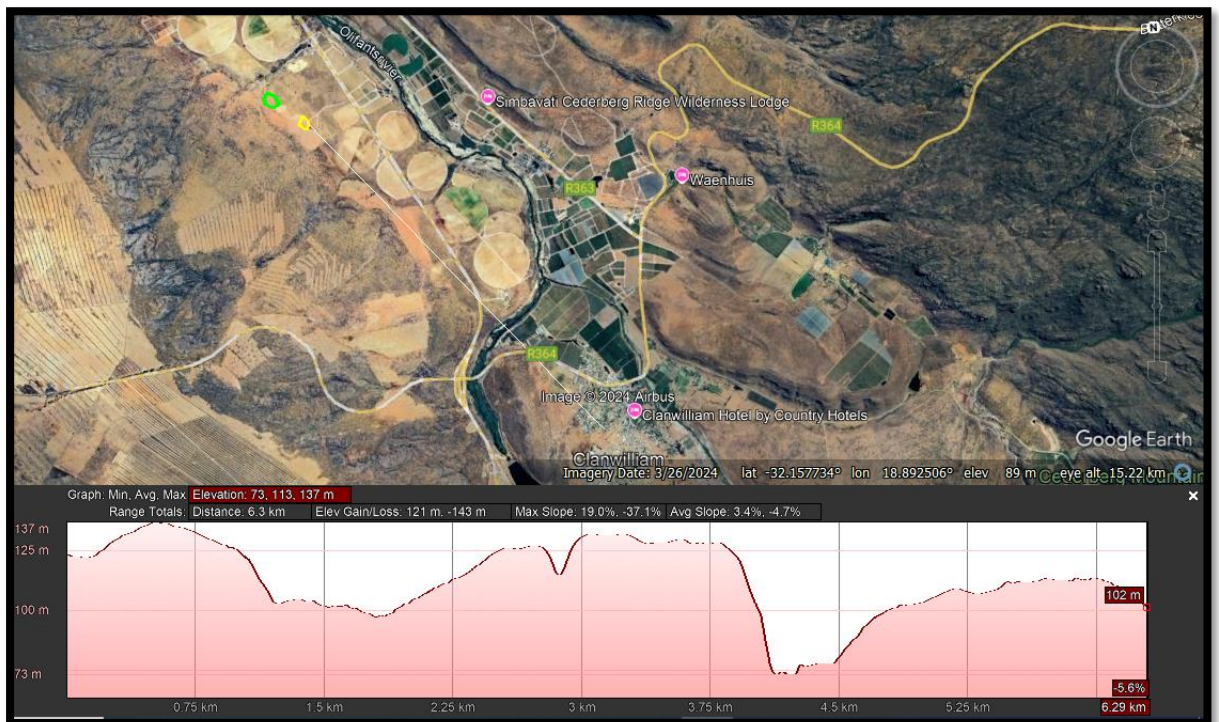 N
Olifantsrivier
Simbavati Cederberg Ridge Wilderness Lodge
R364
Waenhuis
R363
R364
Image © 2024 Airbus
Clanwilliam Hotel by Country Hotels
Google Earth
Clanwilliam
Imagery Date: 3/26/2024 lat -32.157734° lon 18.892506° elev 89 m eye alt 15.22 km
Cederberg Mountain
Graph: Min, Avg, Max Elevation: 73, 113, 137 m
Range Totals: Distance: 6.3 km Elev Gain/Loss: 121 m, -143 m Max Slope: 19.0%, -37.1% Avg Slope: 3.4%, -4.7%
137 m
125 m
100 m
102 m
73 m
-5.6%
0.75 km 1.5 km 2.25 km 3 km 3.75 km 4.5 km 5.25 km 6.29 km